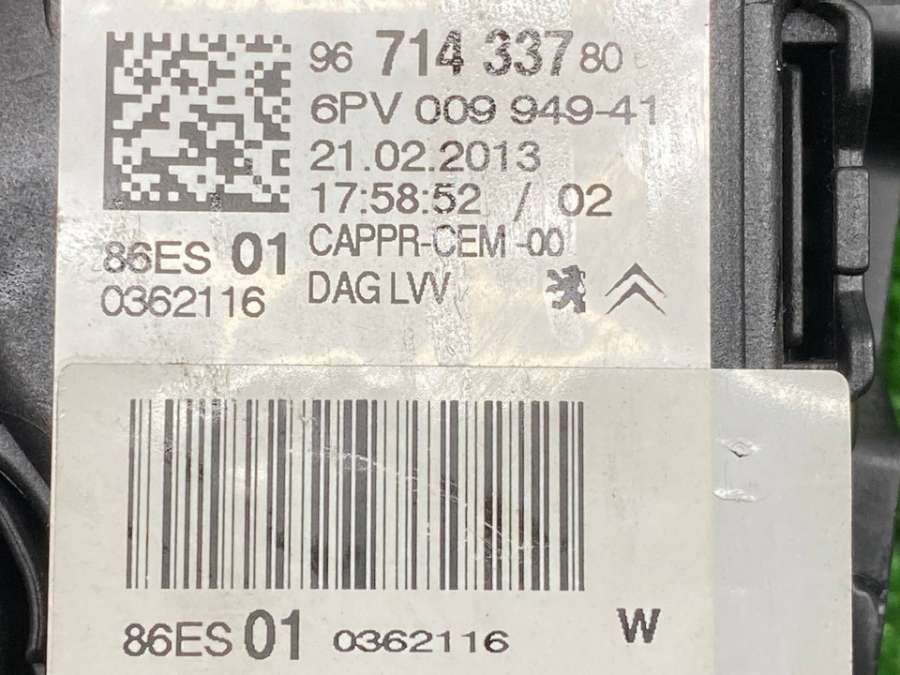 96 714 337 80
6PV 009 949-41
21.02.2013
17:58:52 / 02
CAPPR-CEM -00
DAG LVV
86ES 01
0362116
86ES 01 0362116 W